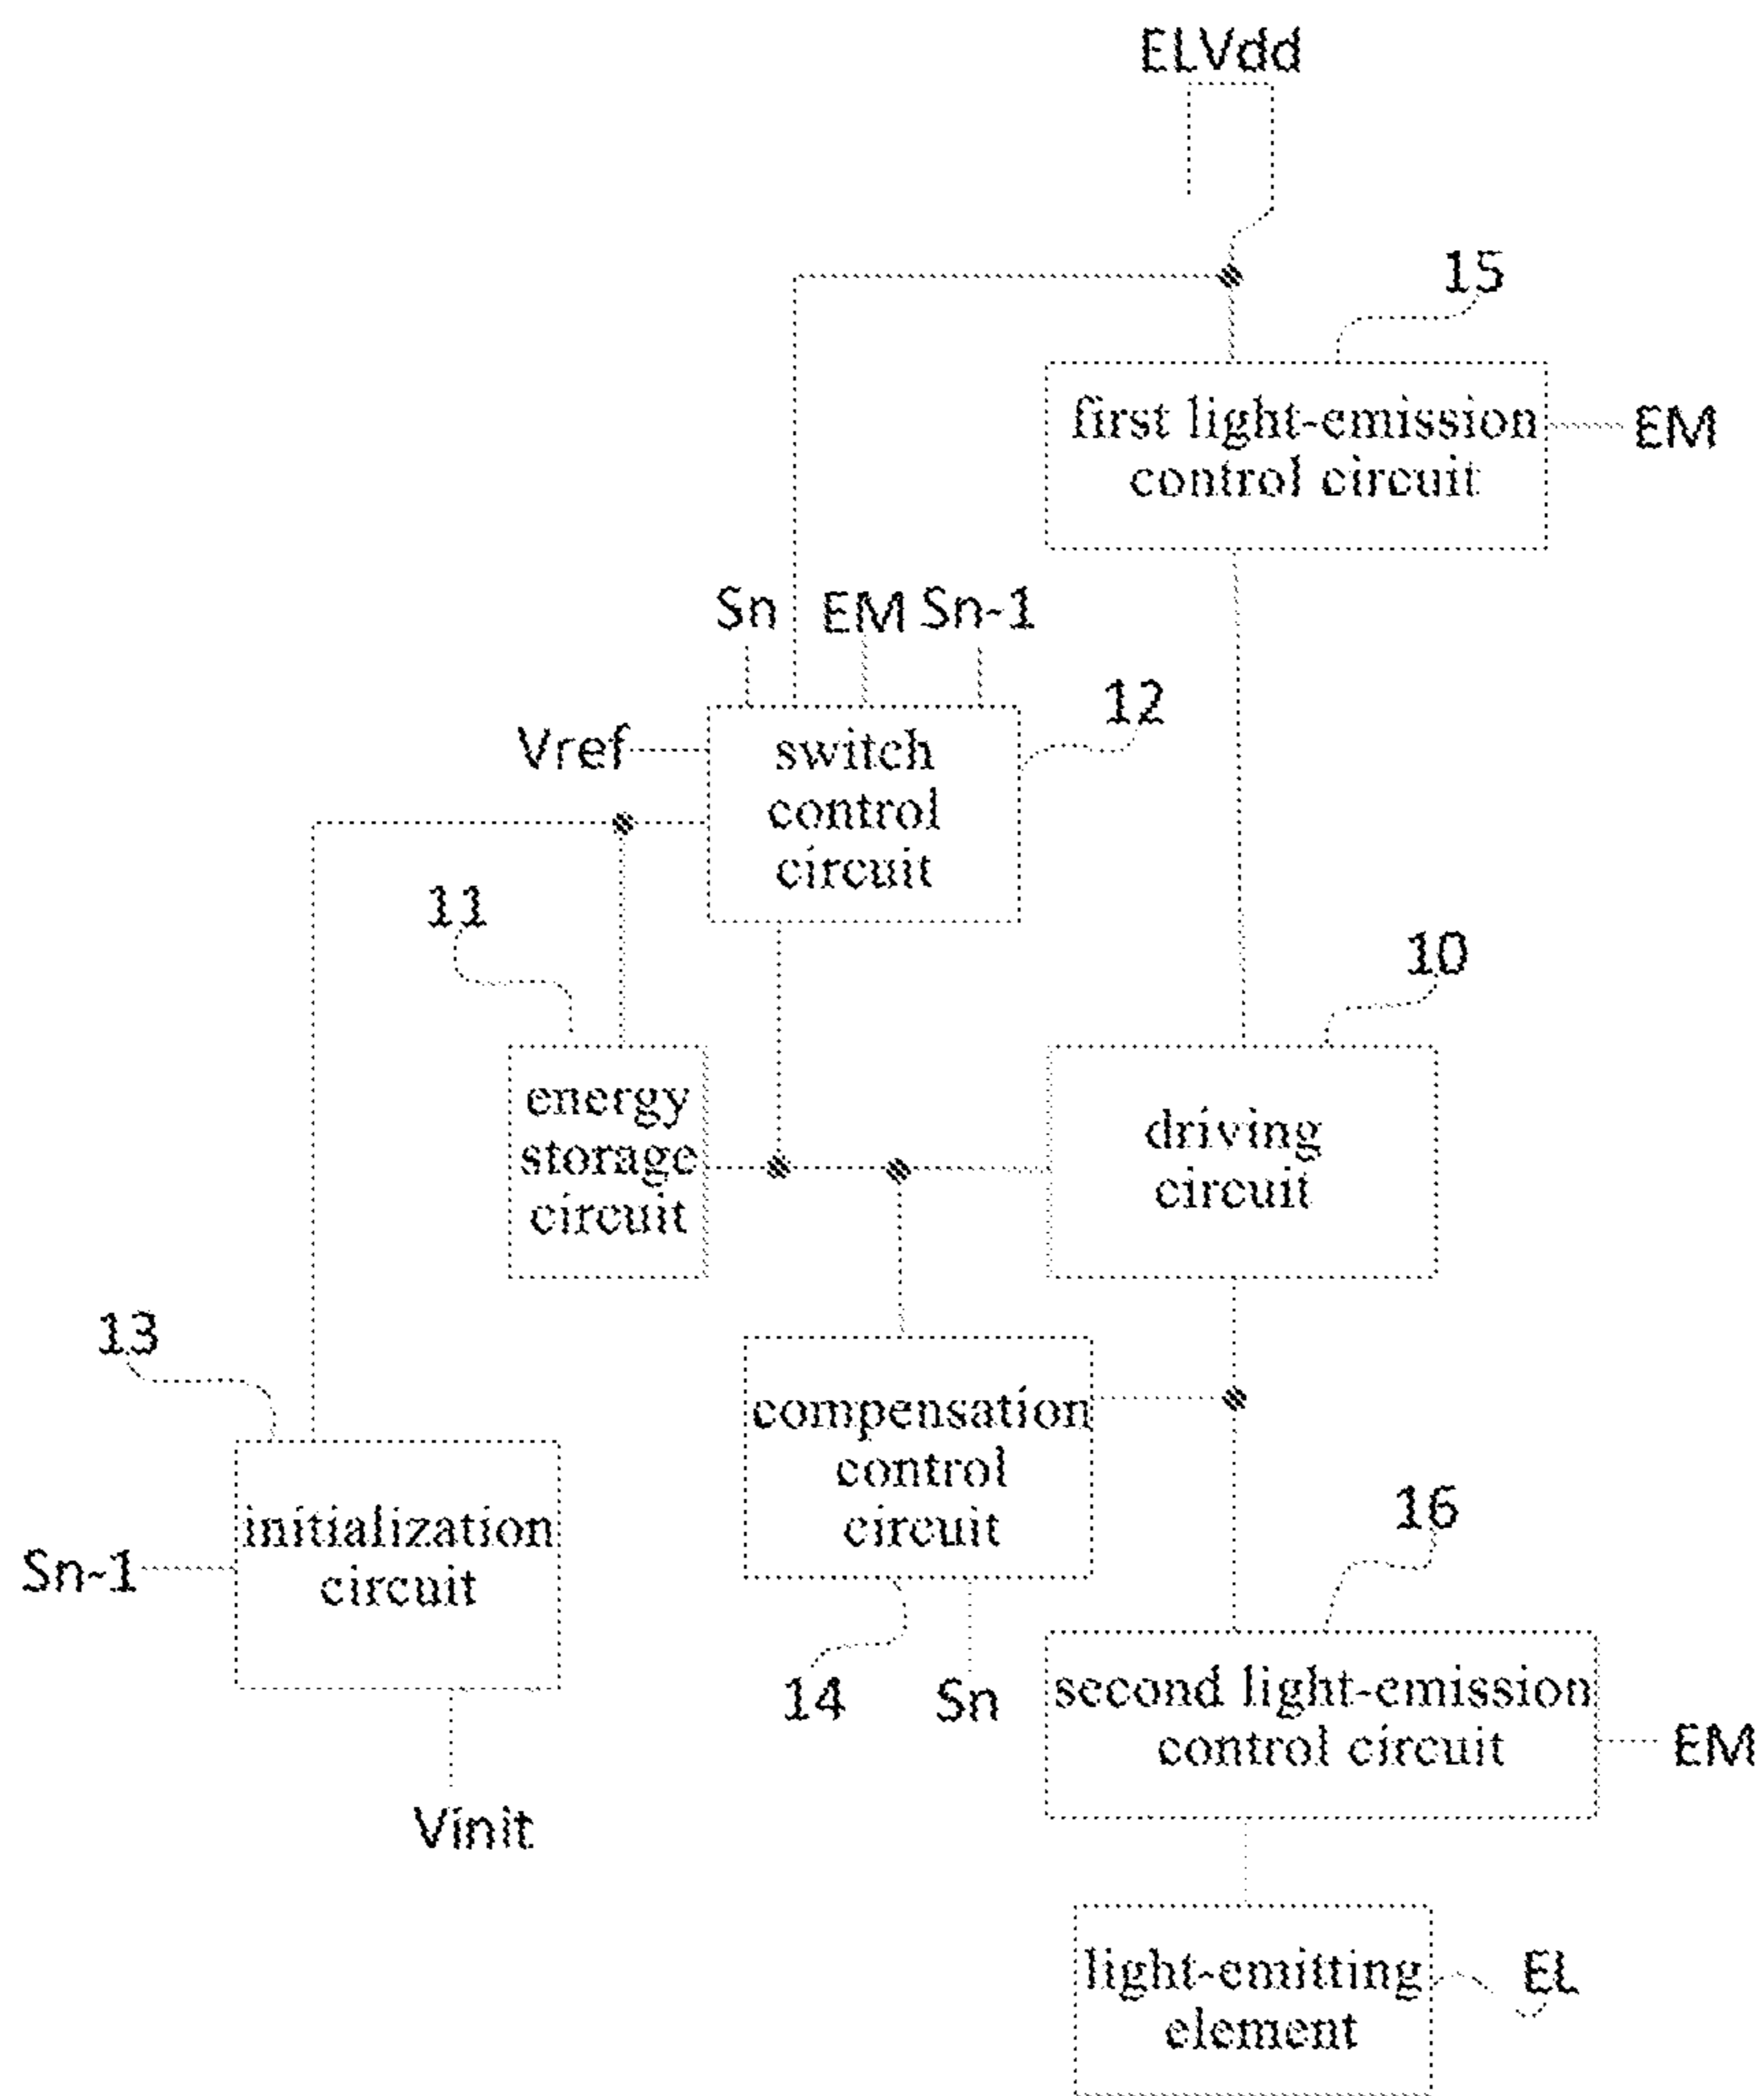 ELVdd
15
first light-emission
control circuit
EM
Sn
EM
Sn-1
12
Vref
switch
control
circuit
11
10
energy
storage
circuit
driving
circuit
13
compensation
control
circuit
16
initialization
circuit
Sn-1
14
Sn
second light-emission
control circuit
EM
Vinit
light-emitting
element
EL